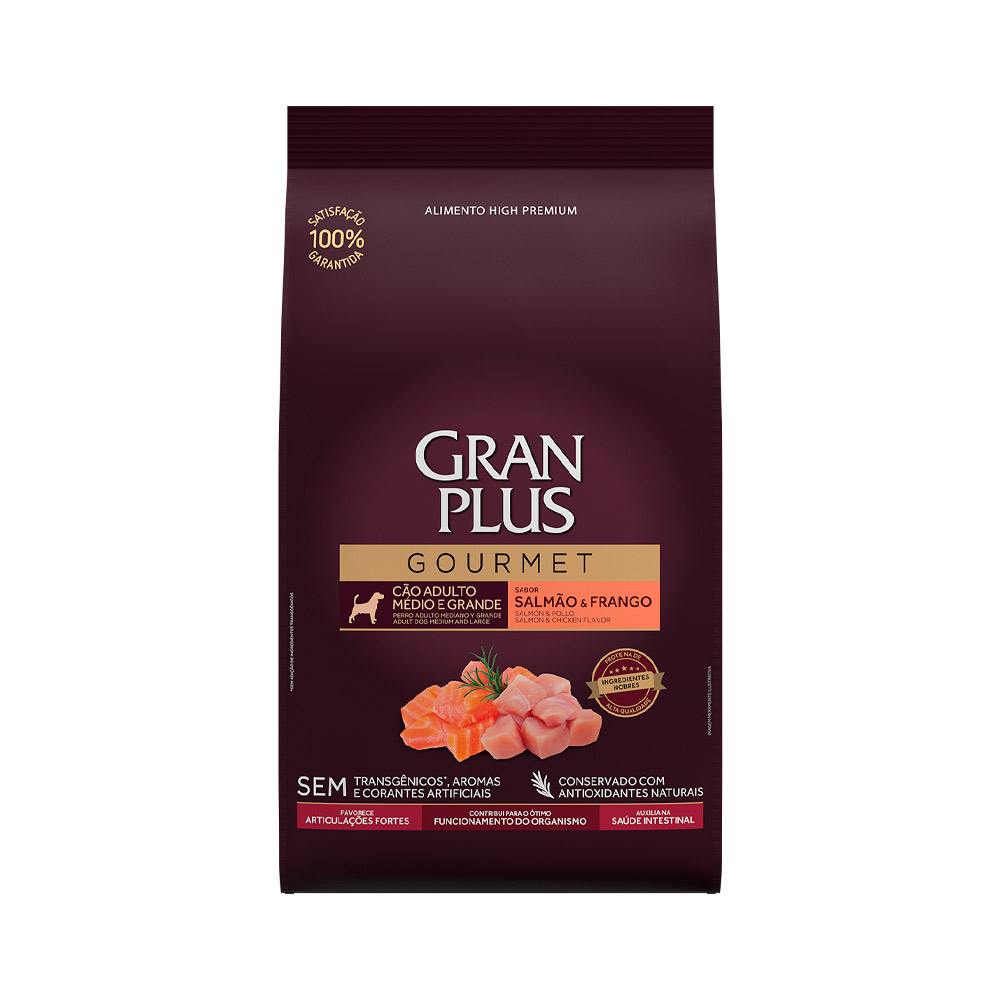 ALIMENTO HIGH PREMIUM
SATISFAÇÃO
100%
GARANTIDA
GRAN
PLUS
GOURMET
CÃO ADULTO
MÉDIO E GRANDE
PERRO ADULTO MEDIANO Y GRANDE
ADULT DOG MEDIUM AND LARGE
SABOR
SALMÃO & FRANGO
SALMÓN & POLLO
SALMON & CHICKEN FLAVOR
PROTEÍNA DE
INGREDIENTES
NOBRES
ALTA QUALIDADE
IMAGEM MERAMENTE ILUSTRATIVA
SEM
TRANSGÊNICOS*, AROMAS
E CORANTES ARTIFICIAIS
CONSERVADO COM
ANTIOXIDANTES NATURAIS
FAVORECE
ARTICULAÇÕES FORTES
CONTRIBUI PARA O ÓTIMO
FUNCIONAMENTO DO ORGANISMO
AUXILIA NA
SAÚDE INTESTINAL